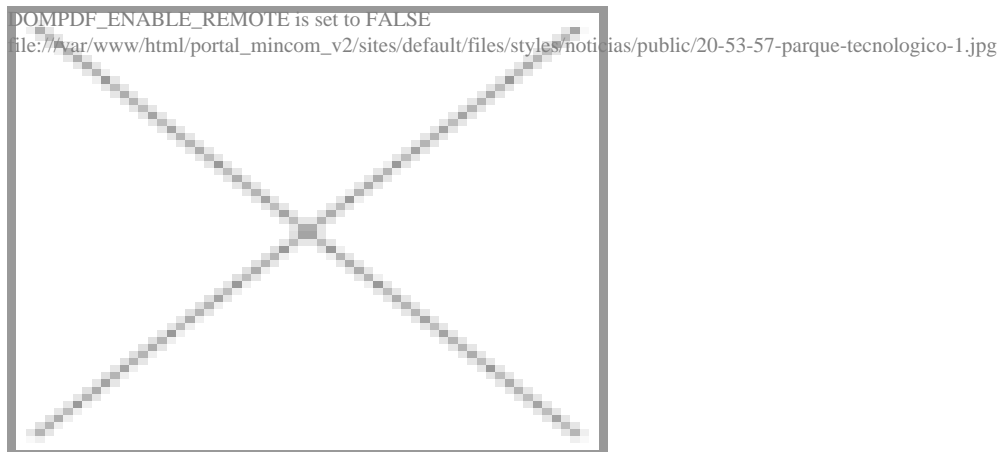 DOMPDF_ENABLE_REMOTE is set to FALSE
file:///var/www/html/portal_mincom_v2/sites/default/files/styles/noticias/public/20-53-57-parque-tecnologico-1.jpg